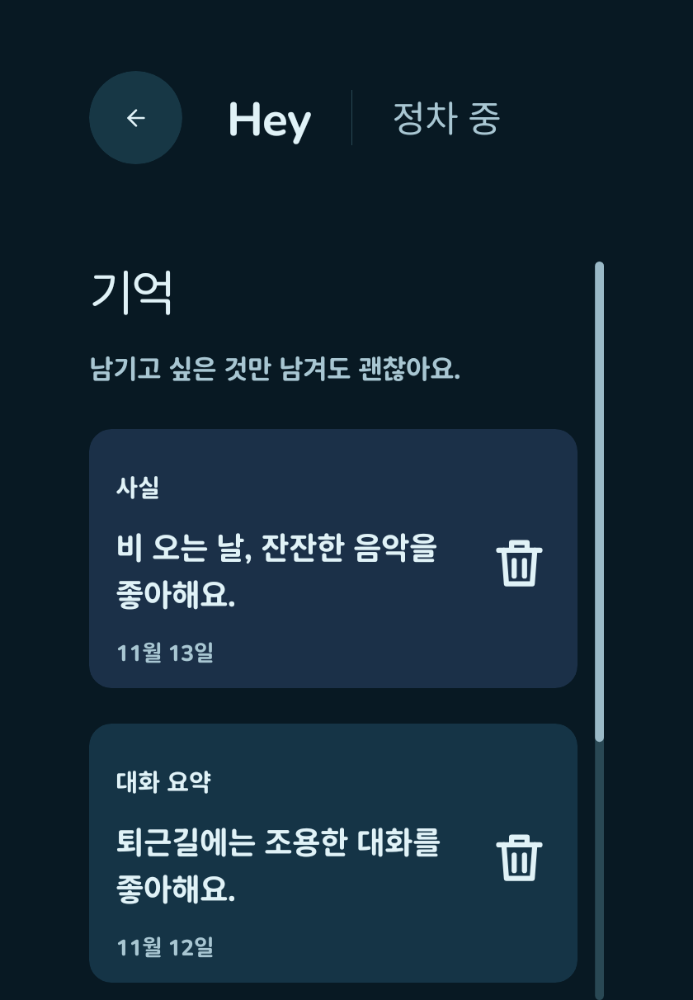 Hey
정차 중
기억
남기고 싶은 것만 남겨도 괜찮아요.
사실
비 오는 날, 잔잔한 음악을
좋아해요.
11월 13일
대화 요약
퇴근길에는 조용한 대화를
좋아해요.
11월 12일